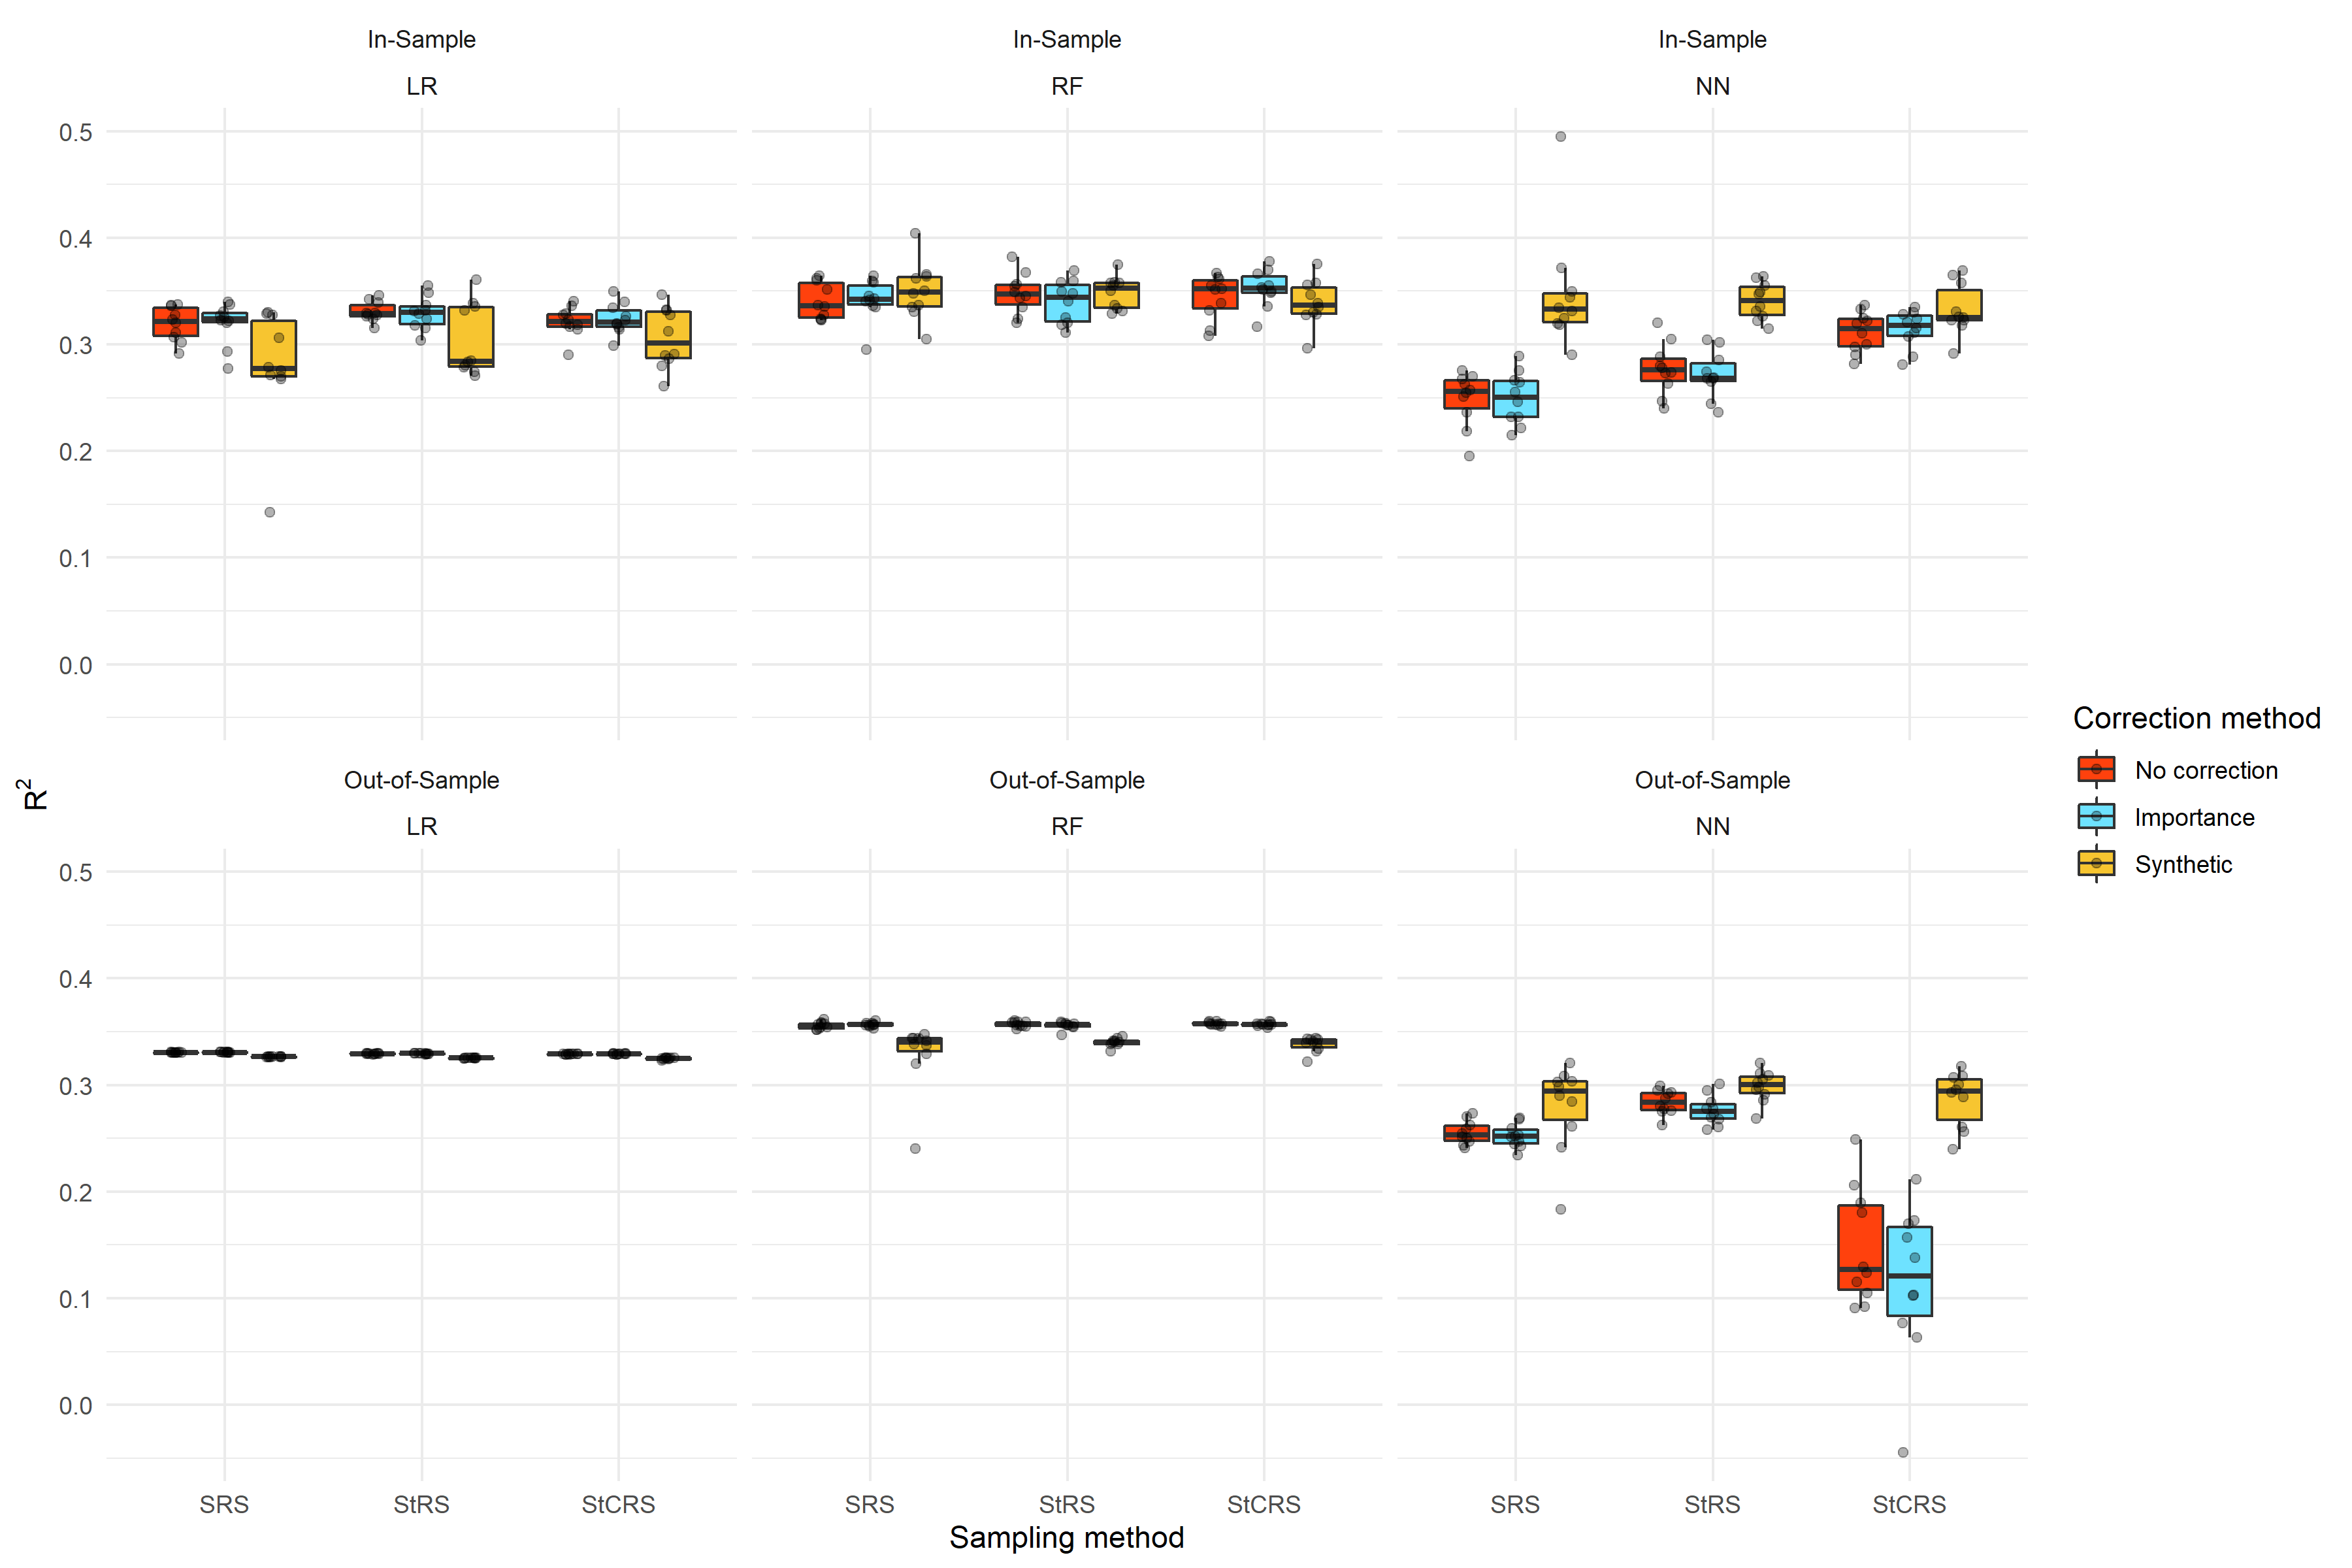 In-Sample In-Sample In-Sample
LR RF NN
0.5
0.4
0.3
0.2
0.1
0.0
Out-of-Sample Out-of-Sample Out-of-Sample
LR RF NN
0.5
0.4
0.3
0.2
0.1
0.0
SRS StRS StCRS SRS StRS StCRS SRS StRS StCRS
Sampling method
R²
Correction method
No correction
Importance
Synthetic